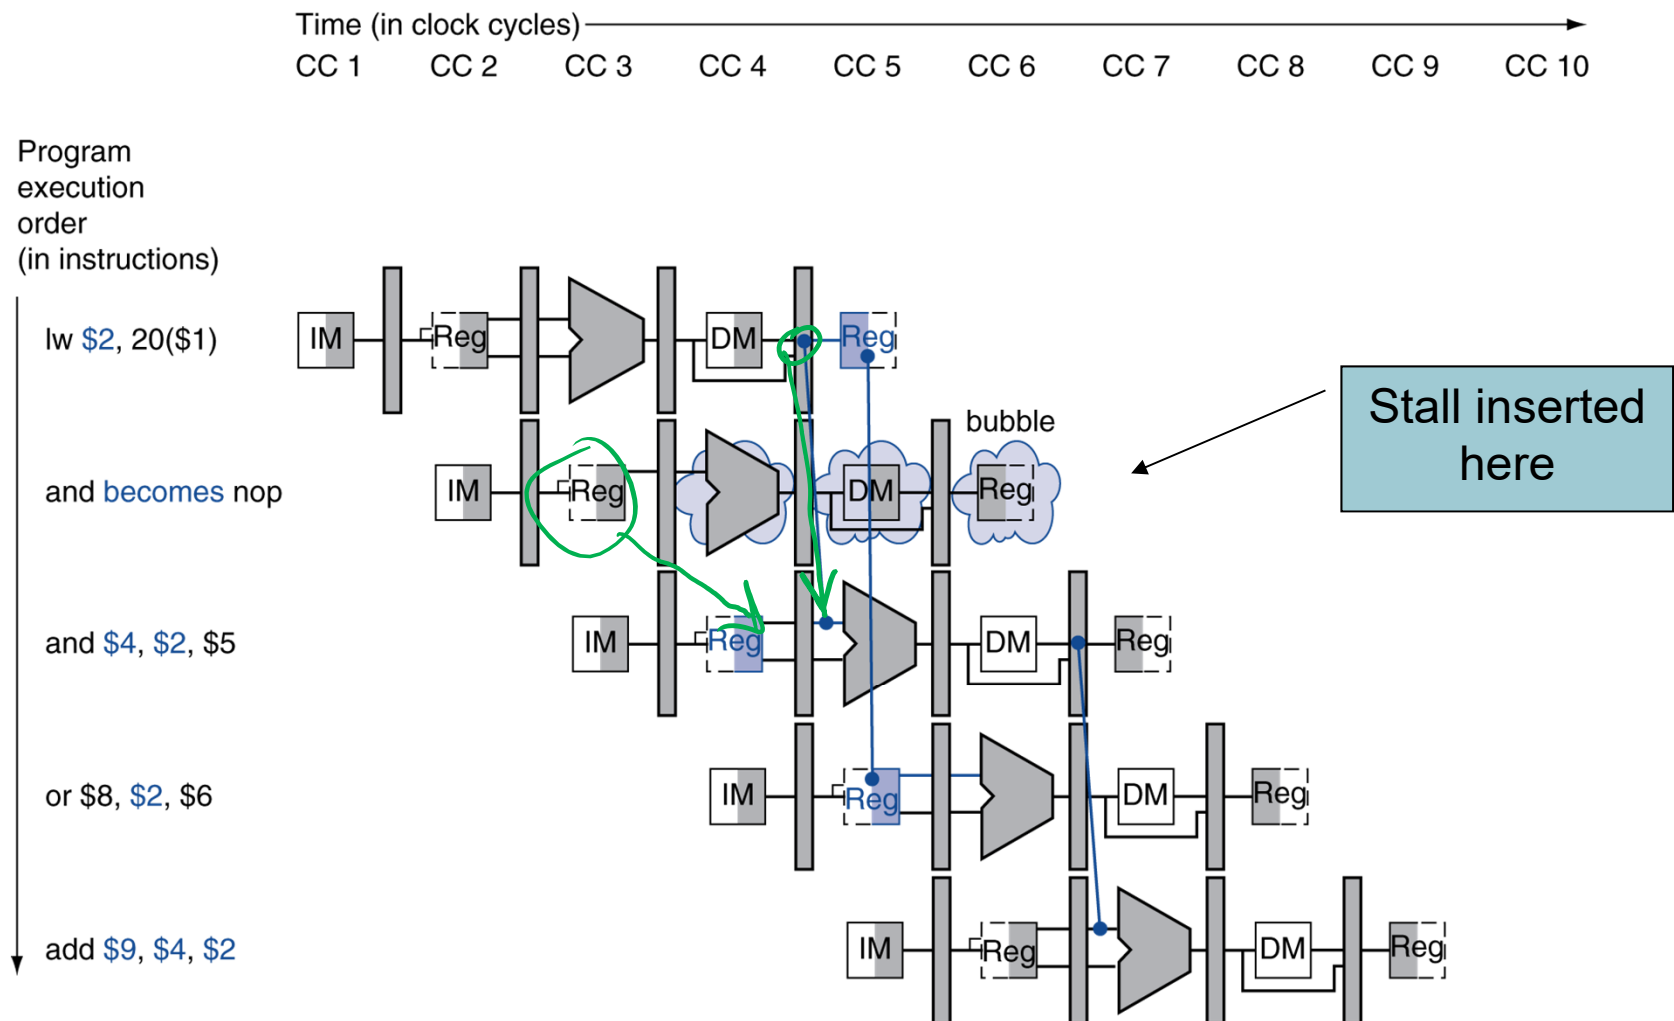 Time (in clock cycles)
CC 1 CC 2 CC 3 CC 4 CC 5 CC 6 CC 7 CC 8 CC 9 CC 10
Program
execution
order
(in instructions)
lw $2, 20($1)
IM Reg DM Reg
bubble
Stall inserted
here
and becomes nop
IM Reg DM Reg
and $4, $2, $5
IM Reg DM Reg
or $8, $2, $6
IM Reg DM Reg
add $9, $4, $2
IM Reg DM Reg